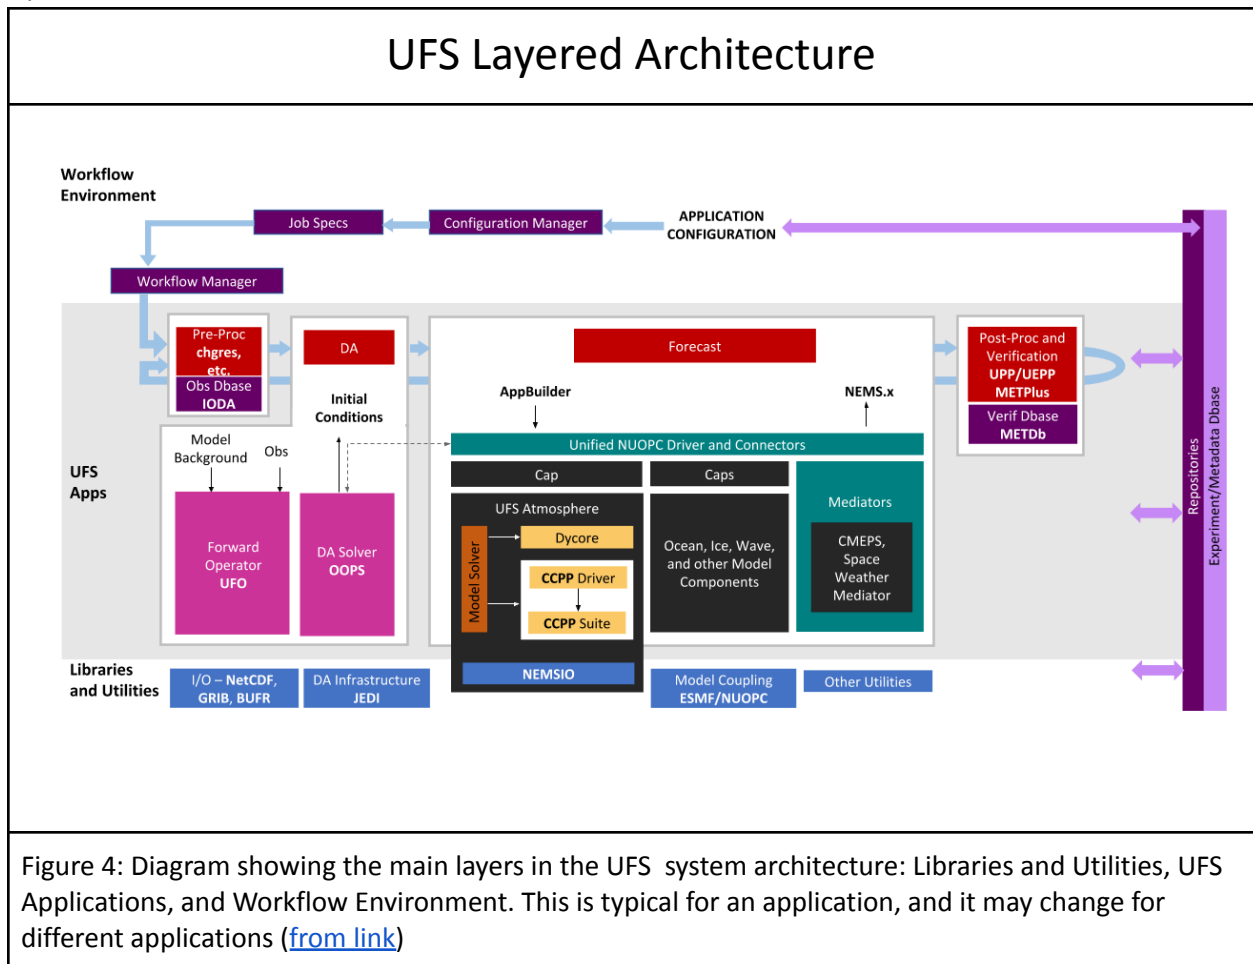 UFS Layered Architecture
Workflow
Environment
Job Specs
Configuration Manager
APPLICATION
CONFIGURATION
Workflow Manager
Pre-Proc
chgres,
etc.
Obs Dbase
IODA
DA
Forecast
Post-Proc and
Verification
UPP/UEPP
METPlus
Verif Dbase
METDb
Initial
Conditions
AppBuilder
NEMS.x
Model
Background
Obs
Unified NUOPC Driver and Connectors
Cap
Caps
UFS
Apps
Forward
Operator
UFO
DA Solver
OOPS
UFS Atmosphere
Model Solver
Dycore
CCPP Driver
CCPP Suite
Ocean, Ice, Wave,
and other Model
Components
Mediators
CMEPS,
Space
Weather
Mediator
Repositories
Experiment/Metadata Dbase
Libraries
and Utilities
I/O – NetCDF,
GRIB, BUFR
DA Infrastructure
JEDI
NEMSIO
Model Coupling
ESMF/NUOPC
Other Utilities
Figure 4: Diagram showing the main layers in the UFS  system architecture: Libraries and Utilities, UFS
Applications, and Workflow Environment. This is typical for an application, and it may change for
different applications (from link)